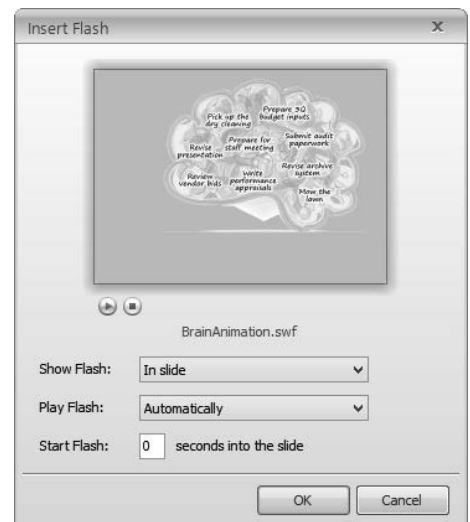 Insert Flash X
Pick up the dry cleaning
Prepare 3Q budget inputs
Revise presentation
Prepare for staff meeting
Submit audit paperwork
Review vendor bids
Write performance appraisals
Revise archive system
Mow the lawn
BrainAnimation.swf
Show Flash: In slide
Play Flash: Automatically
Start Flash: 0 seconds into the slide
OK Cancel